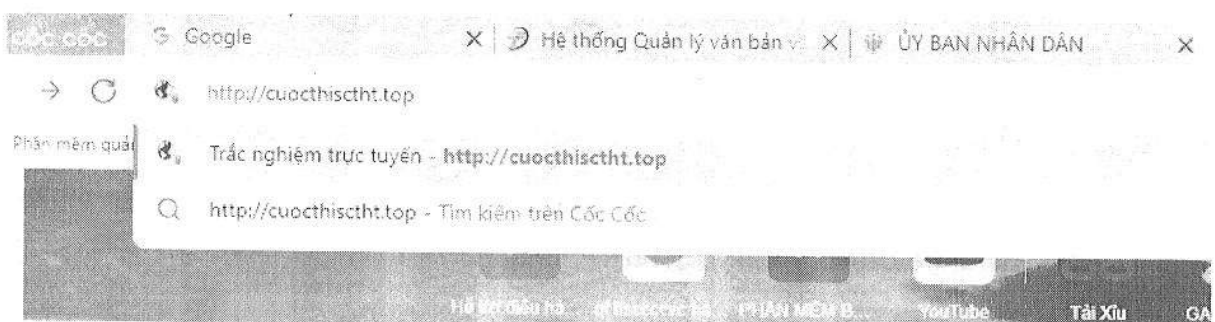 cốc cốc Google Hệ thống Quản lý văn bản v ỦY BAN NHÂN DÂN
http://cuocthisctht.top
Phần mềm quả
Trắc nghiệm trực tuyến - http://cuocthisctht.top
http://cuocthisctht.top - Tìm kiếm trên Cốc Cốc
PHẦN MỀM B... YouTube Tải Xỉu GA